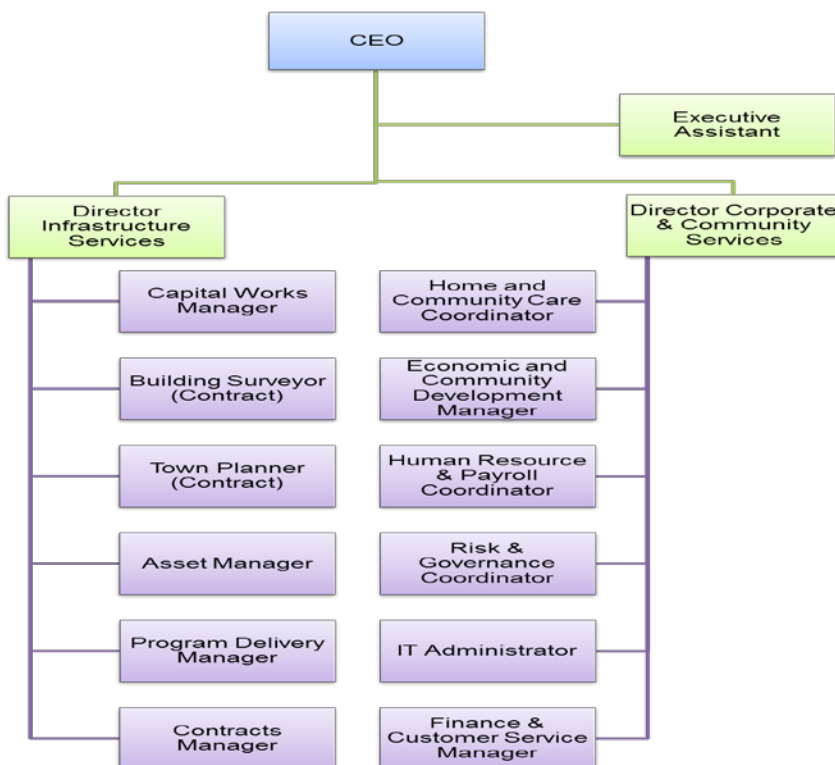 CEO
Executive
Assistant
Director
Infrastructure
Services
Director Corporate
& Community
Services
Capital Works
Manager
Home and
Community Care
Coordinator
Building Surveyor
(Contract)
Economic and
Community
Development
Manager
Town Planner
(Contract)
Human Resource
& Payroll
Coordinator
Asset Manager
Risk &
Governance
Coordinator
Program Delivery
Manager
IT Administrator
Contracts
Manager
Finance &
Customer Service
Manager